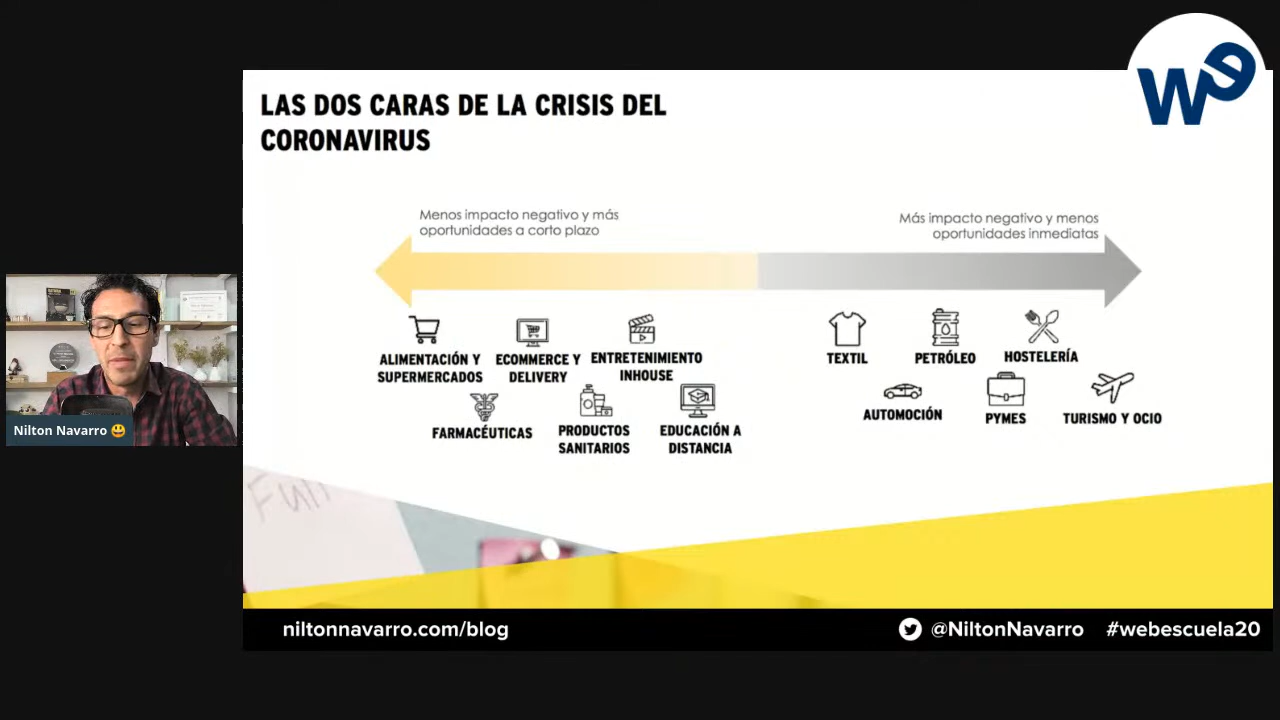 We
LAS DOS CARAS DE LA CRISIS DEL
CORONAVIRUS
Menos impacto negativo y más
oportunidades a corto plazo
Más impacto negativo y menos
oportunidades inmediatas
ALIMENTACIÓN Y
SUPERMERCADOS
ECOMMERCE Y
DELIVERY
ENTRETENIMIENTO
INHOUSE
TEXTIL
PETRÓLEO
HOSTELERÍA
FARMACÉUTICAS
PRODUCTOS
SANITARIOS
EDUCACIÓN A
DISTANCIA
AUTOMOCIÓN
PYMES
TURISMO Y OCIO
Nilton Navarro 😃
Full
niltonnavarro.com/blog
@NiltonNavarro #webescuela20